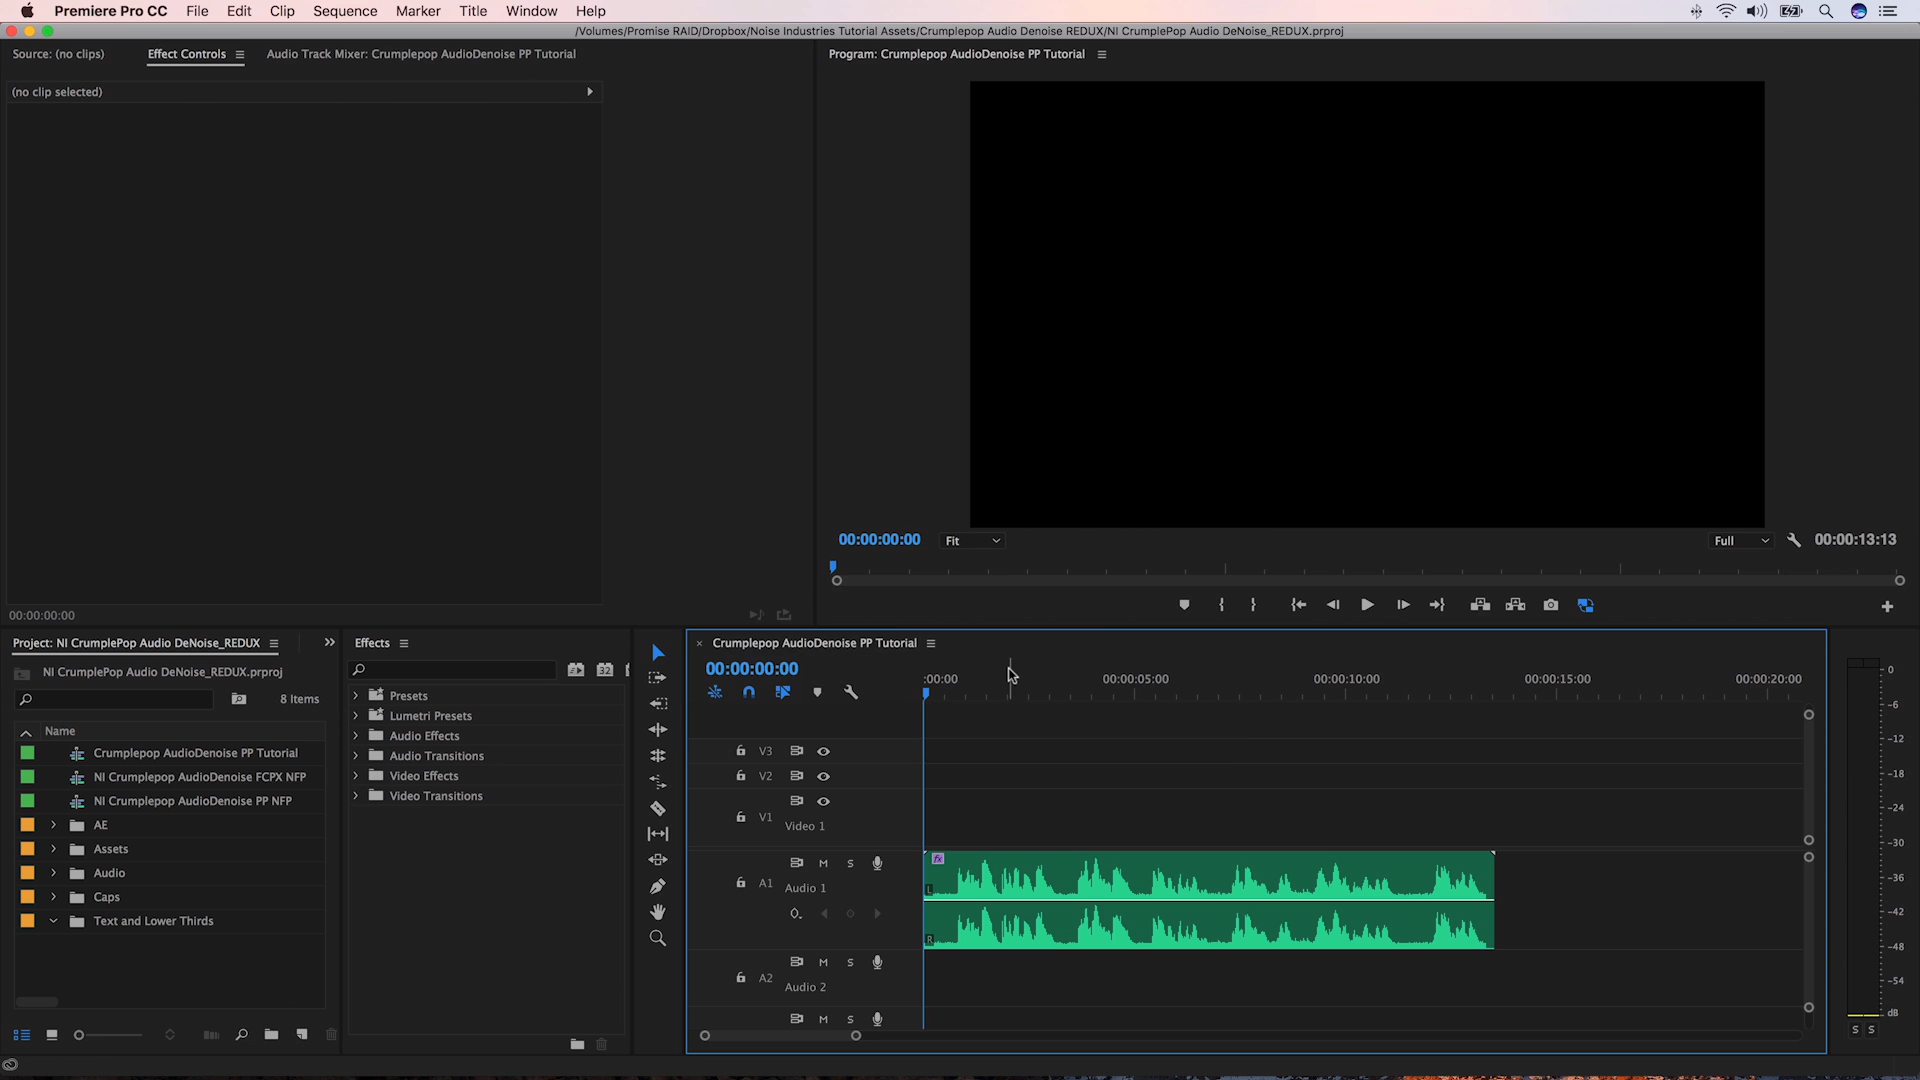 Premiere Pro CC File Edit Clip Sequence Marker Title Window Help
/Volumes/Promise RAID/Dropbox/Noise Industries Tutorial Assets/Crumplepop Audio Denoise REDUX/NI CrumplePop Audio DeNoise_REDUX.prproj
Source: (no clips) Effect Controls Audio Track Mixer: Crumplepop AudioDenoise PP Tutorial
Program: Crumplepop AudioDenoise PP Tutorial
(no clip selected)
00:00:00:00 Fit Full 00:00:13:13
00:00:00:00
Project: NI CrumplePop Audio DeNoise_REDUX
NI CrumplePop Audio DeNoise_REDUX.prproj
8 Items
Name
Crumplepop AudioDenoise PP Tutorial
NI Crumplepop AudioDenoise FCPX NFP
NI Crumplepop AudioDenoise PP NFP
AE
Assets
Audio
Caps
Text and Lower Thirds
Effects
32
Presets
Lumetri Presets
Audio Effects
Audio Transitions
Video Effects
Video Transitions
Crumplepop AudioDenoise PP Tutorial
00:00:00:00
:00:00 00:00:05:00 00:00:10:00 00:00:15:00 00:00:20:00
V3
V2
V1
Video 1
M S
A1 Audio 1
fx
L
R
M S
A2
Audio 2
M S
0
-6
-12
-18
-24
-30
-36
-42
-48
-54
dB
S S